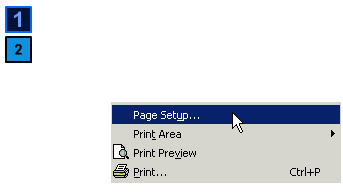 1
2
Page Setup...
Print Area
Print Preview
Print... Ctrl+P